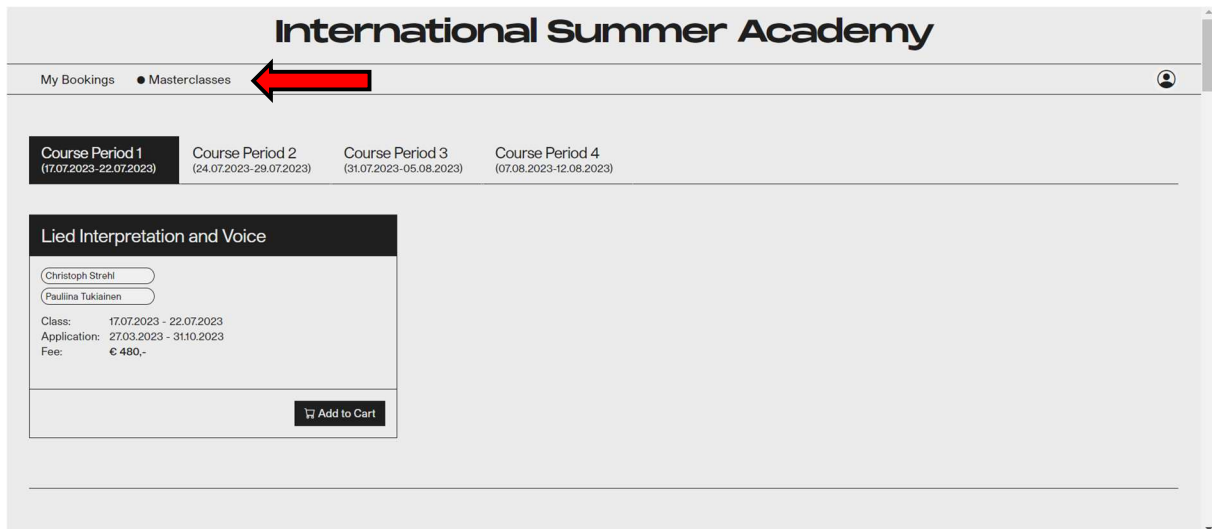 International Summer Academy
My Bookings Masterclasses
Course Period 1 Course Period 2 Course Period 3 Course Period 4
(17.07.2023-22.07.2023) (24.07.2023-29.07.2023) (31.07.2023-05.08.2023) (07.08.2023-12.08.2023)
Lied Interpretation and Voice
Christoph Strehl
Pauliina Tukiainen
Class: 17.07.2023 - 22.07.2023
Application: 27.03.2023 - 31.10.2023
Fee: € 480,-
Add to Cart